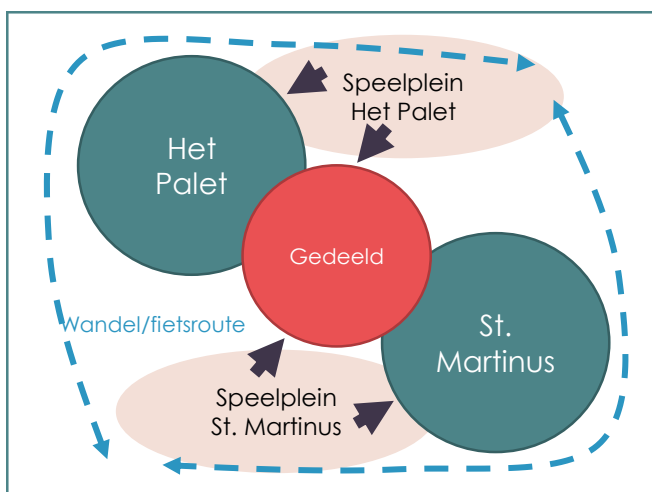 Speelplein
Het Palet
Het
Palet
Gedeeld
Wandel/fietsroute
St.
Martinus
Speelplein
St. Martinus